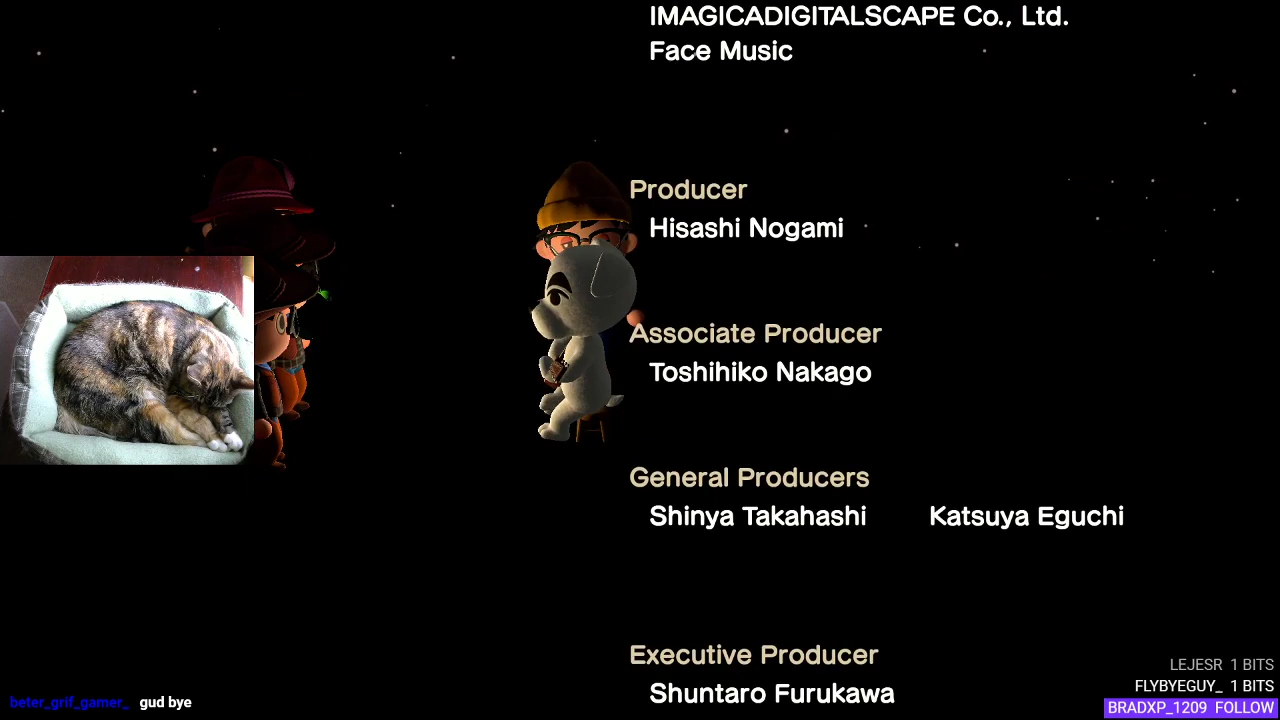 IMAGICADIGITALSCAPE Co., Ltd.
Face Music
Producer
Hisashi Nogami
Associate Producer
Toshihiko Nakago
General Producers
Shinya Takahashi Katsuya Eguchi
Executive Producer
Shuntaro Furukawa
LEJESR 1 BITS
FLYBYEGUY_ 1 BITS
BRADXP_1209 FOLLOW
beter_grif_gamer_ gud bye